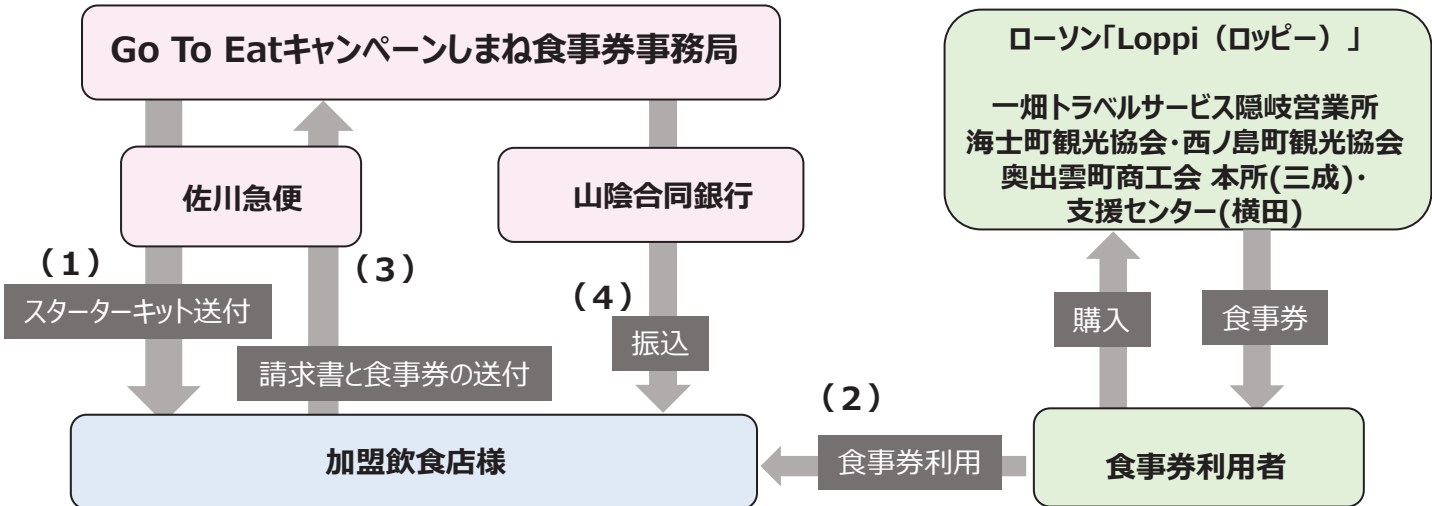 Go To Eatキャンペーンしまね食事券事務局
佐川急便
山陰合同銀行
(1)
スターターキット送付
(3)
請求書と食事券の送付
(4)
振込
加盟飲食店様
(2)
食事券利用
ローソン「Loppi（ロッピー）」
一畑トラベルサービス隠岐営業所
海士町観光協会・西ノ島町観光協会
奥出雲町商工会 本所(三成)・
支援センター(横田)
購入
食事券
食事券利用者